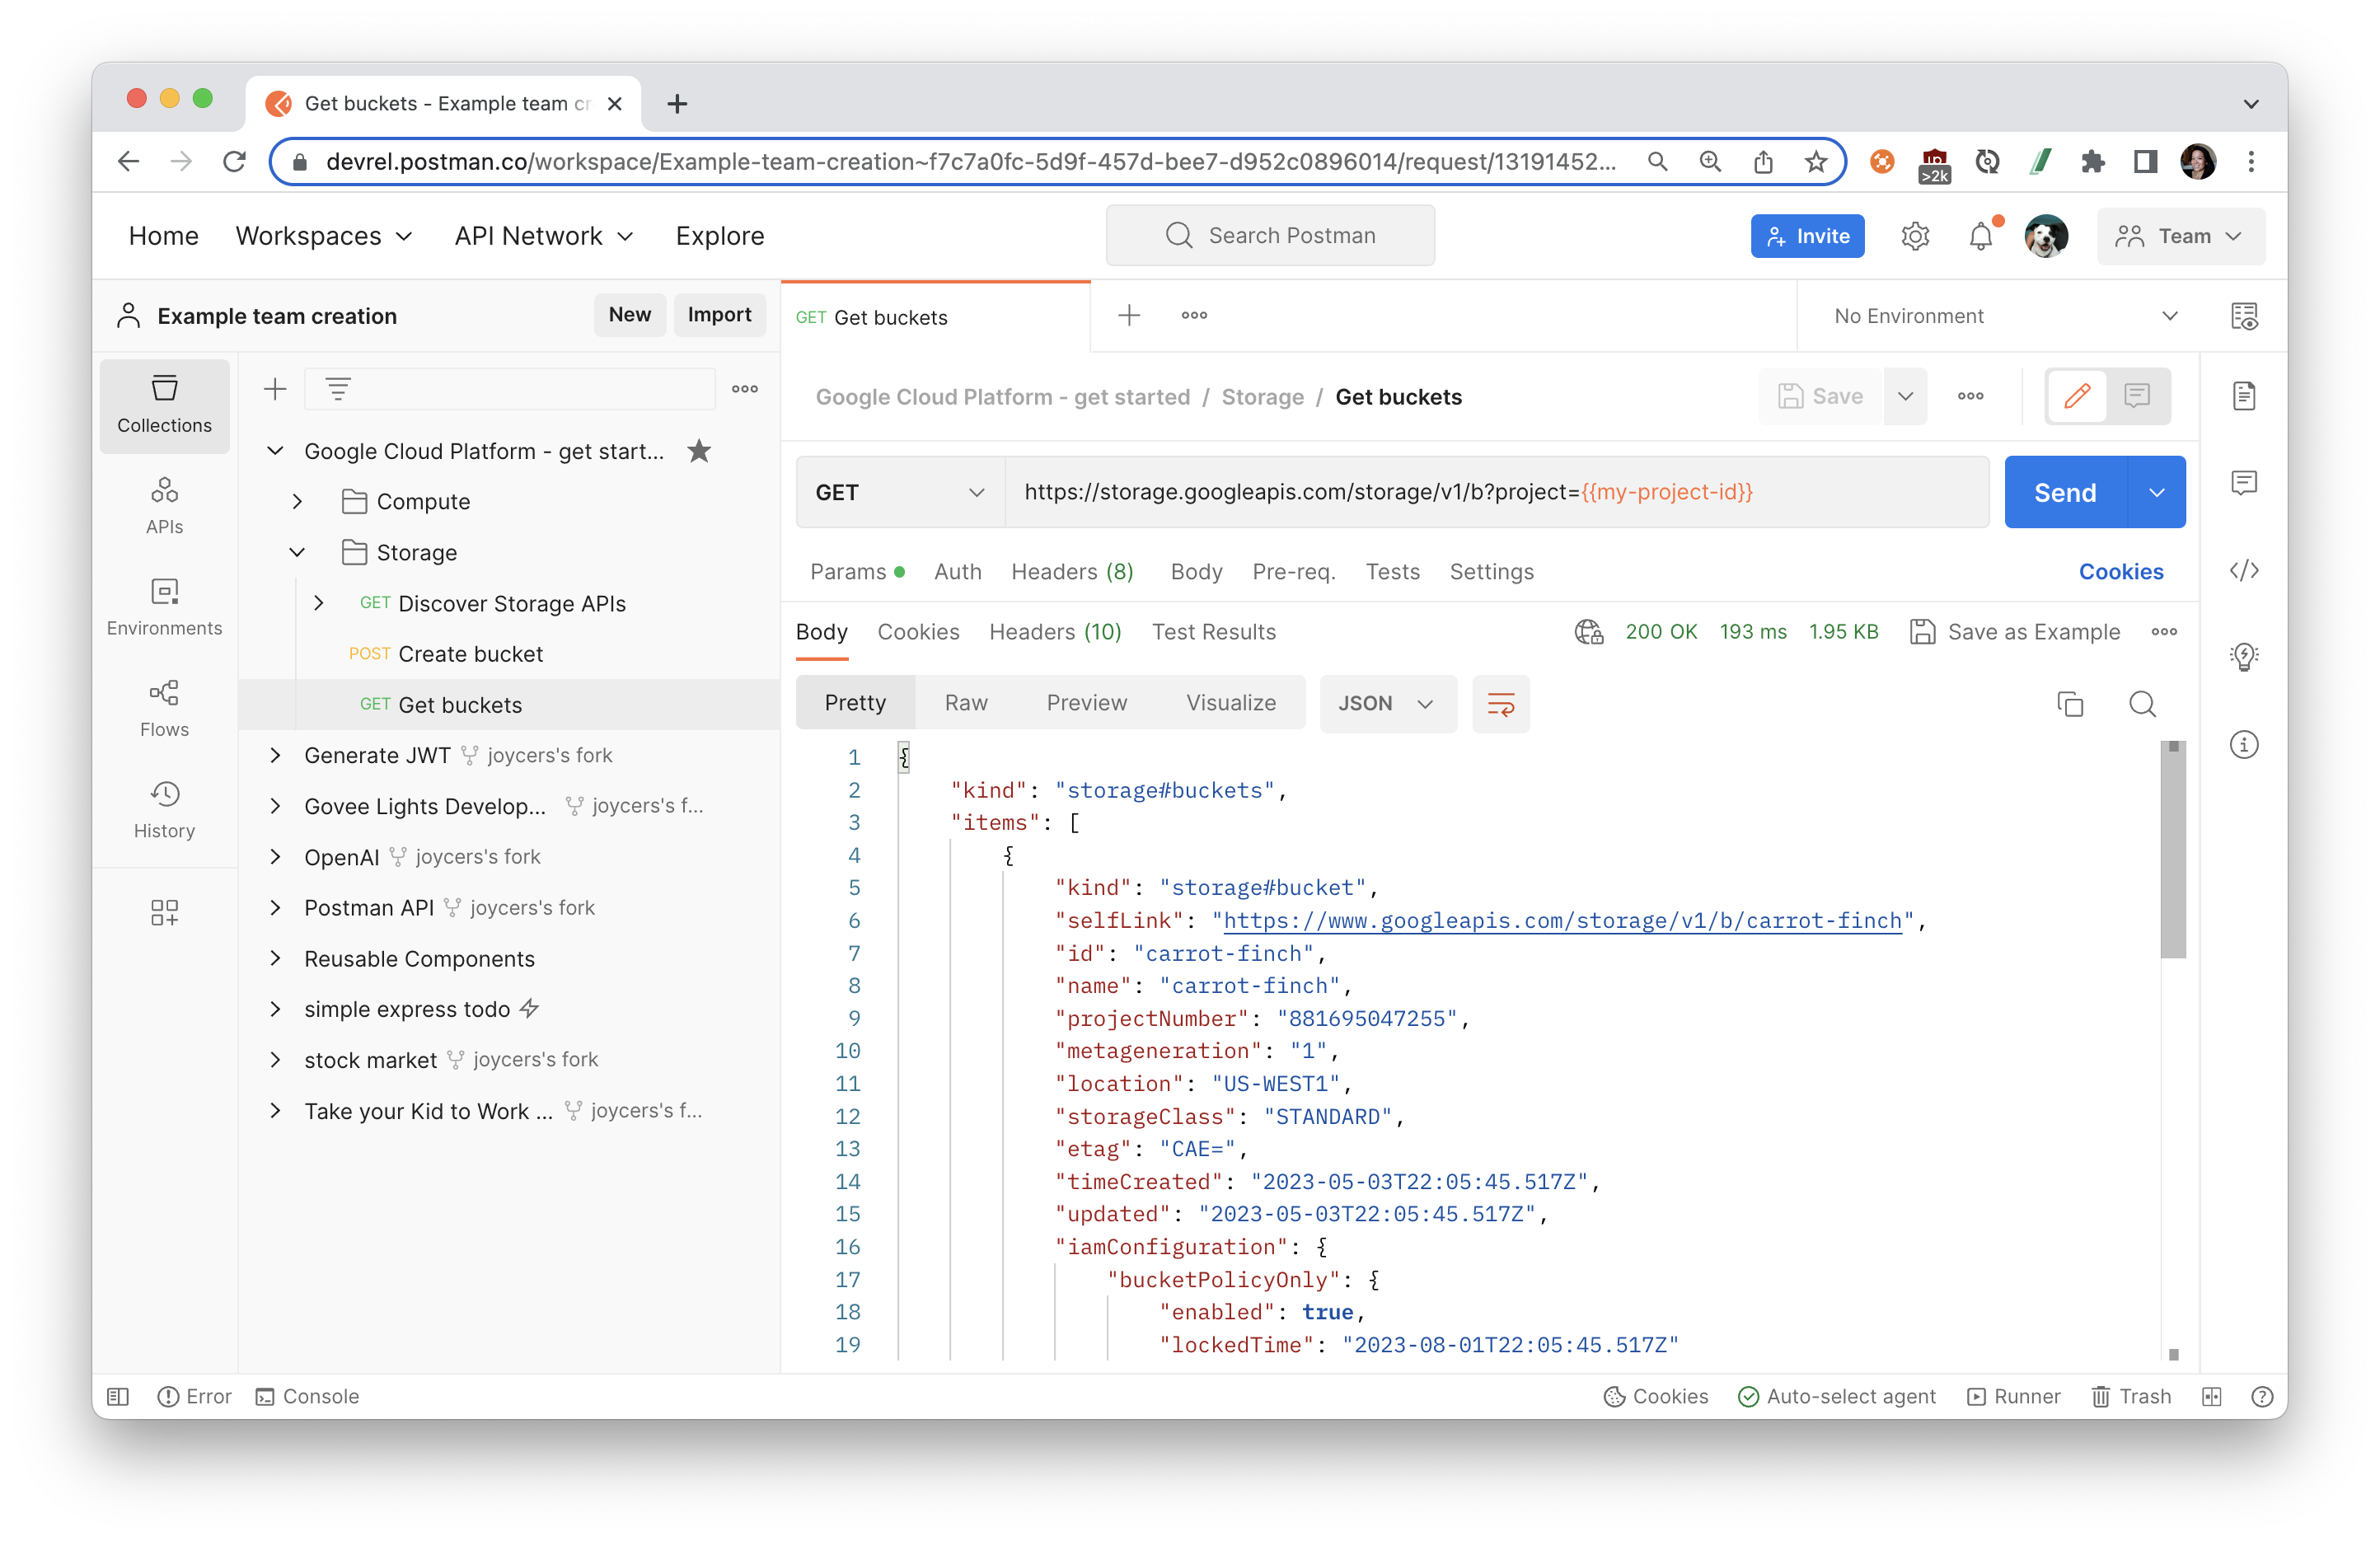 Get buckets - Example team cr
devrel.postman.co/workspace/Example-team-creation~f7c7a0fc-5d9f-457d-bee7-d952c0896014/request/13191452...
>2k
Home Workspaces API Network Explore Search Postman Invite Team
Example team creation New Import GET Get buckets No Environment
Collections
APIs
Environments
Flows
History
Google Cloud Platform - get start...
Compute
Storage
GET Discover Storage APIs
POST Create bucket
GET Get buckets
Generate JWT joycers's fork
Govee Lights Develop... joycers's f...
OpenAI joycers's fork
Postman API joycers's fork
Reusable Components
simple express todo
stock market joycers's fork
Take your Kid to Work ... joycers's f...
Google Cloud Platform - get started / Storage / Get buckets Save
GET https://storage.googleapis.com/storage/v1/b?project={{my-project-id}} Send
Params Auth Headers (8) Body Pre-req. Tests Settings Cookies
Body Cookies Headers (10) Test Results 200 OK 193 ms 1.95 KB Save as Example
Pretty Raw Preview Visualize JSON
1 {
2 "kind": "storage#buckets",
3 "items": [
4 {
5 "kind": "storage#bucket",
6 "selfLink": "https://www.googleapis.com/storage/v1/b/carrot-finch",
7 "id": "carrot-finch",
8 "name": "carrot-finch",
9 "projectNumber": "881695047255",
10 "metageneration": "1",
11 "location": "US-WEST1",
12 "storageClass": "STANDARD",
13 "etag": "CAE=",
14 "timeCreated": "2023-05-03T22:05:45.517Z",
15 "updated": "2023-05-03T22:05:45.517Z",
16 "iamConfiguration": {
17 "bucketPolicyOnly": {
18 "enabled": true,
19 "lockedTime": "2023-08-01T22:05:45.517Z"
Error Console Cookies Auto-select agent Runner Trash